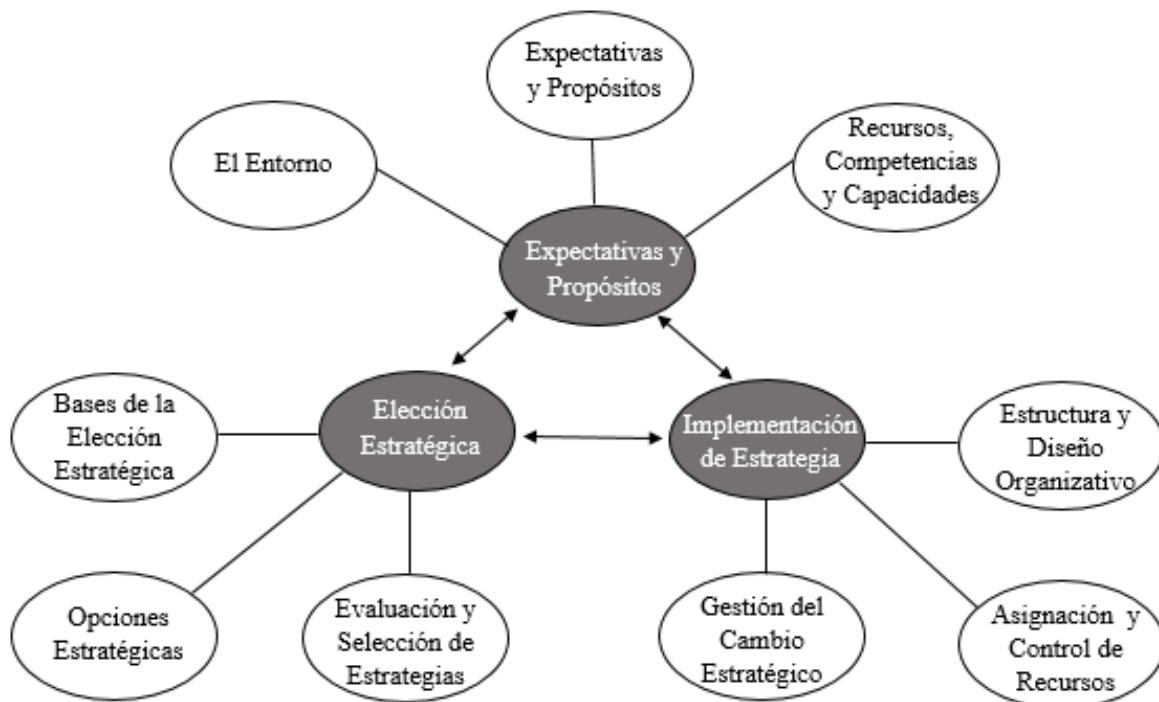 Expectativas
y Propósitos
El Entorno
Recursos,
Competencias
y Capacidades
Expectativas y
Propósitos
Bases de la
Elección
Estratégica
Elección
Estratégica
Implementación
de Estrategia
Estructura y
Diseño
Organizativo
Opciones
Estratégicas
Evaluación y
Selección de
Estrategias
Gestión del
Cambio
Estratégico
Asignación y
Control de
Recursos